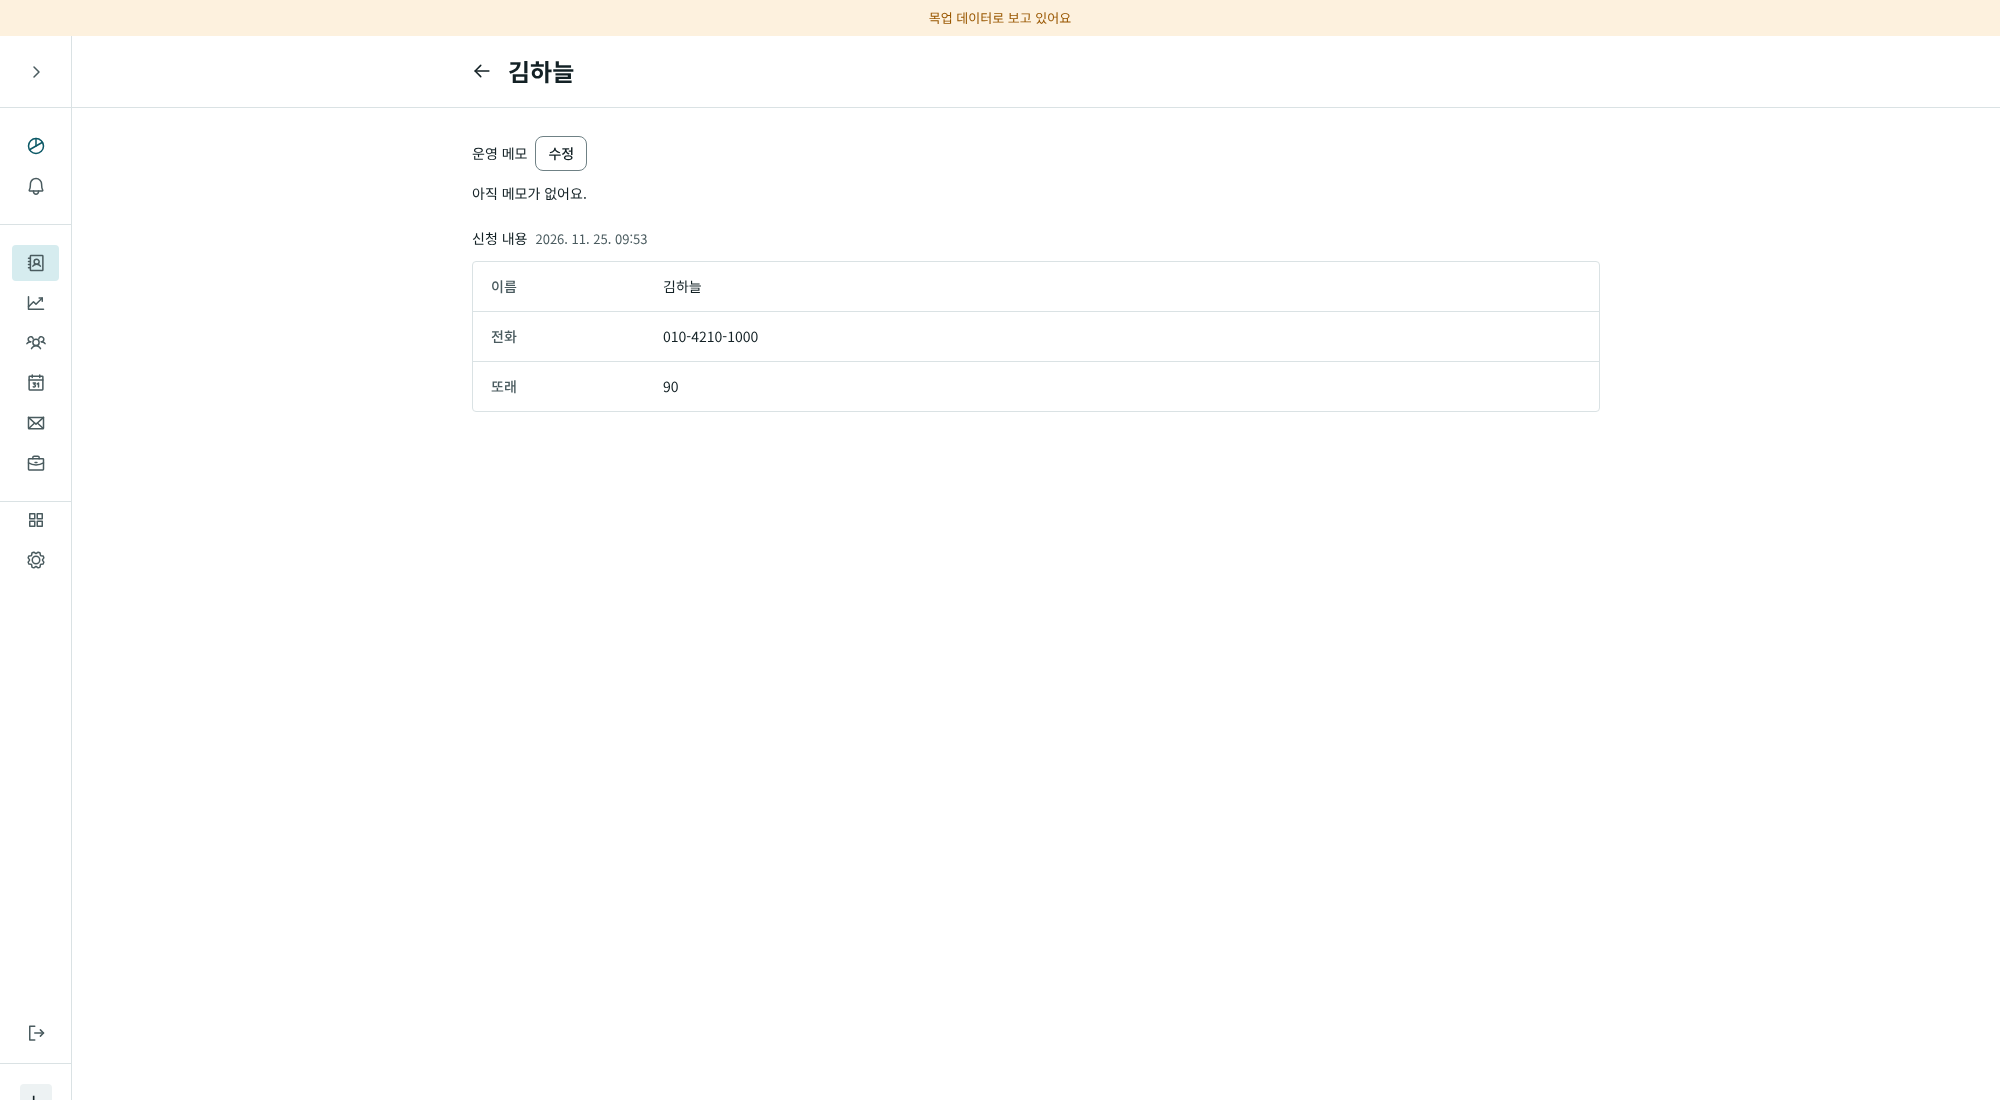 목업 데이터로 보고 있어요
김하늘
운영 메모 수정
아직 메모가 없어요.
신청 내용 2026. 11. 25. 09:53
이름 김하늘
전화 010-4210-1000
또래 90
31